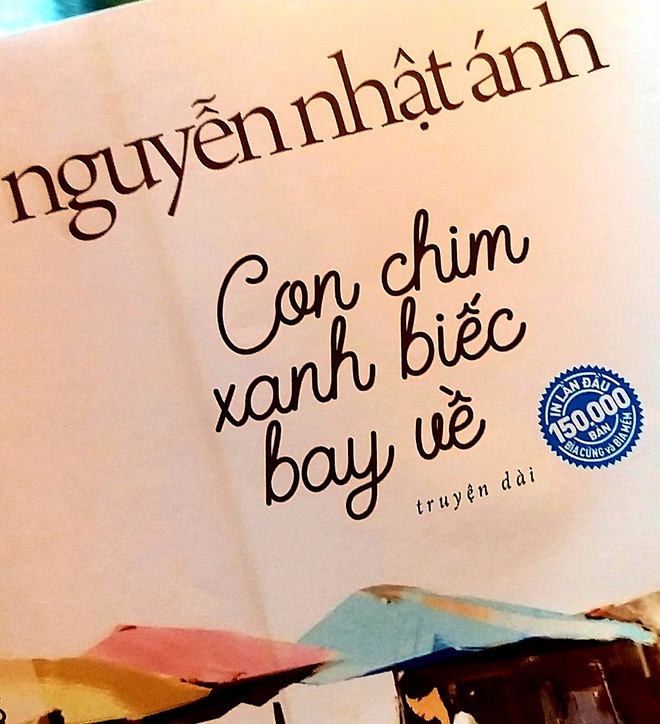 nguyễn nhật ánh
Con chim
xanh biếc
bay về
truyện dài
IN LẦN ĐẦU
150.000
BẢN
BÌA CỨNG và BÌA MỀM